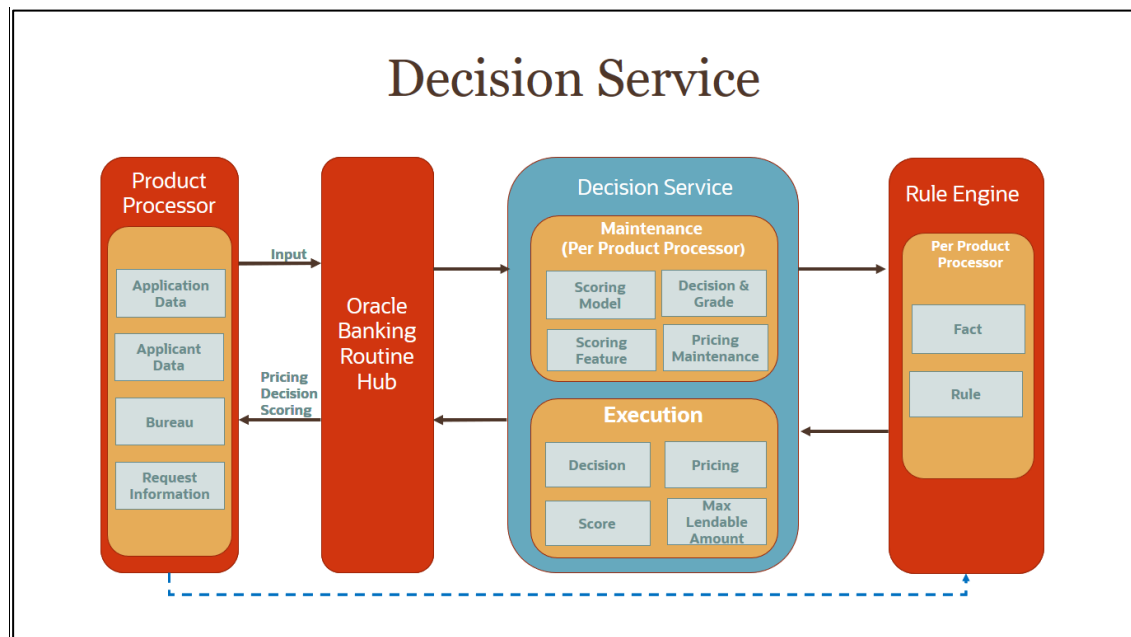 Decision Service
Product
Processor
Application
Data
Applicant
Data
Bureau
Request
Information
Input
Pricing
Decision
Scoring
Oracle
Banking
Routine
Hub
Decision Service
Maintenance
(Per Product Processor)
Scoring
Model
Decision &
Grade
Scoring
Feature
Pricing
Maintenance
Execution
Decision
Pricing
Score
Max
Lendable
Amount
Rule Engine
Per Product
Processor
Fact
Rule